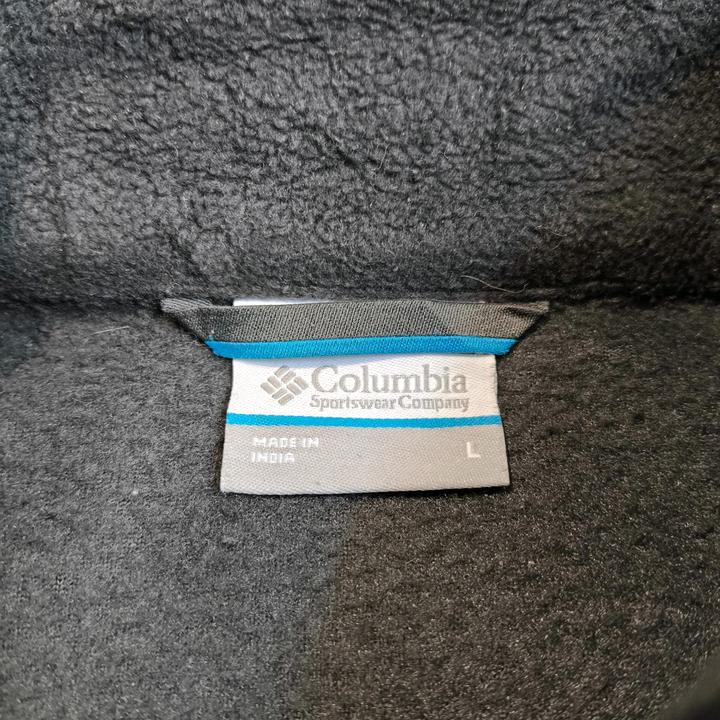 Columbia
Sportswear Company
MADE IN
INDIA
L